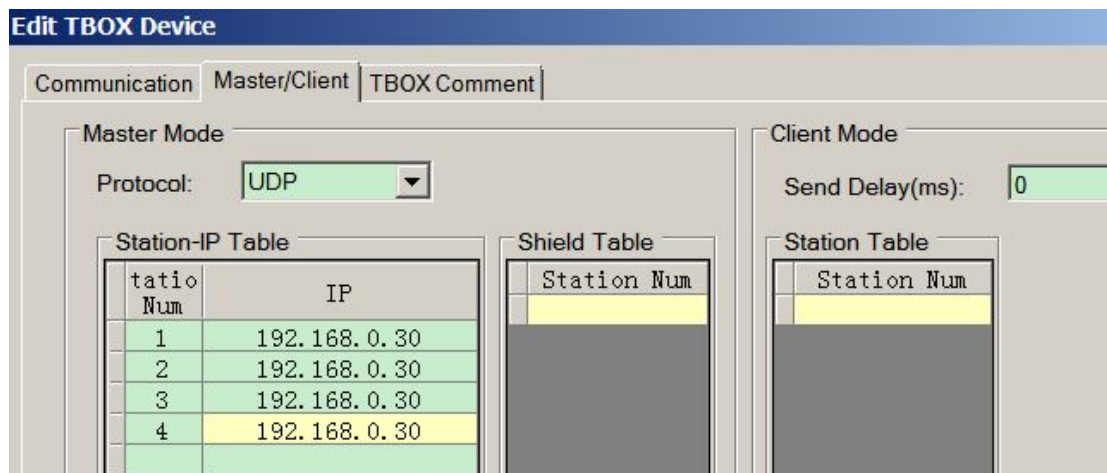 Edit TBOX Device
Communication Master/Client TBOX Comment
Master Mode
Protocol: UDP
Station-IP Table
tatio
Num
IP
1 192.168.0.30
2 192.168.0.30
3 192.168.0.30
4 192.168.0.30
Shield Table
Station Num
Client Mode
Send Delay(ms): 0
Station Table
Station Num